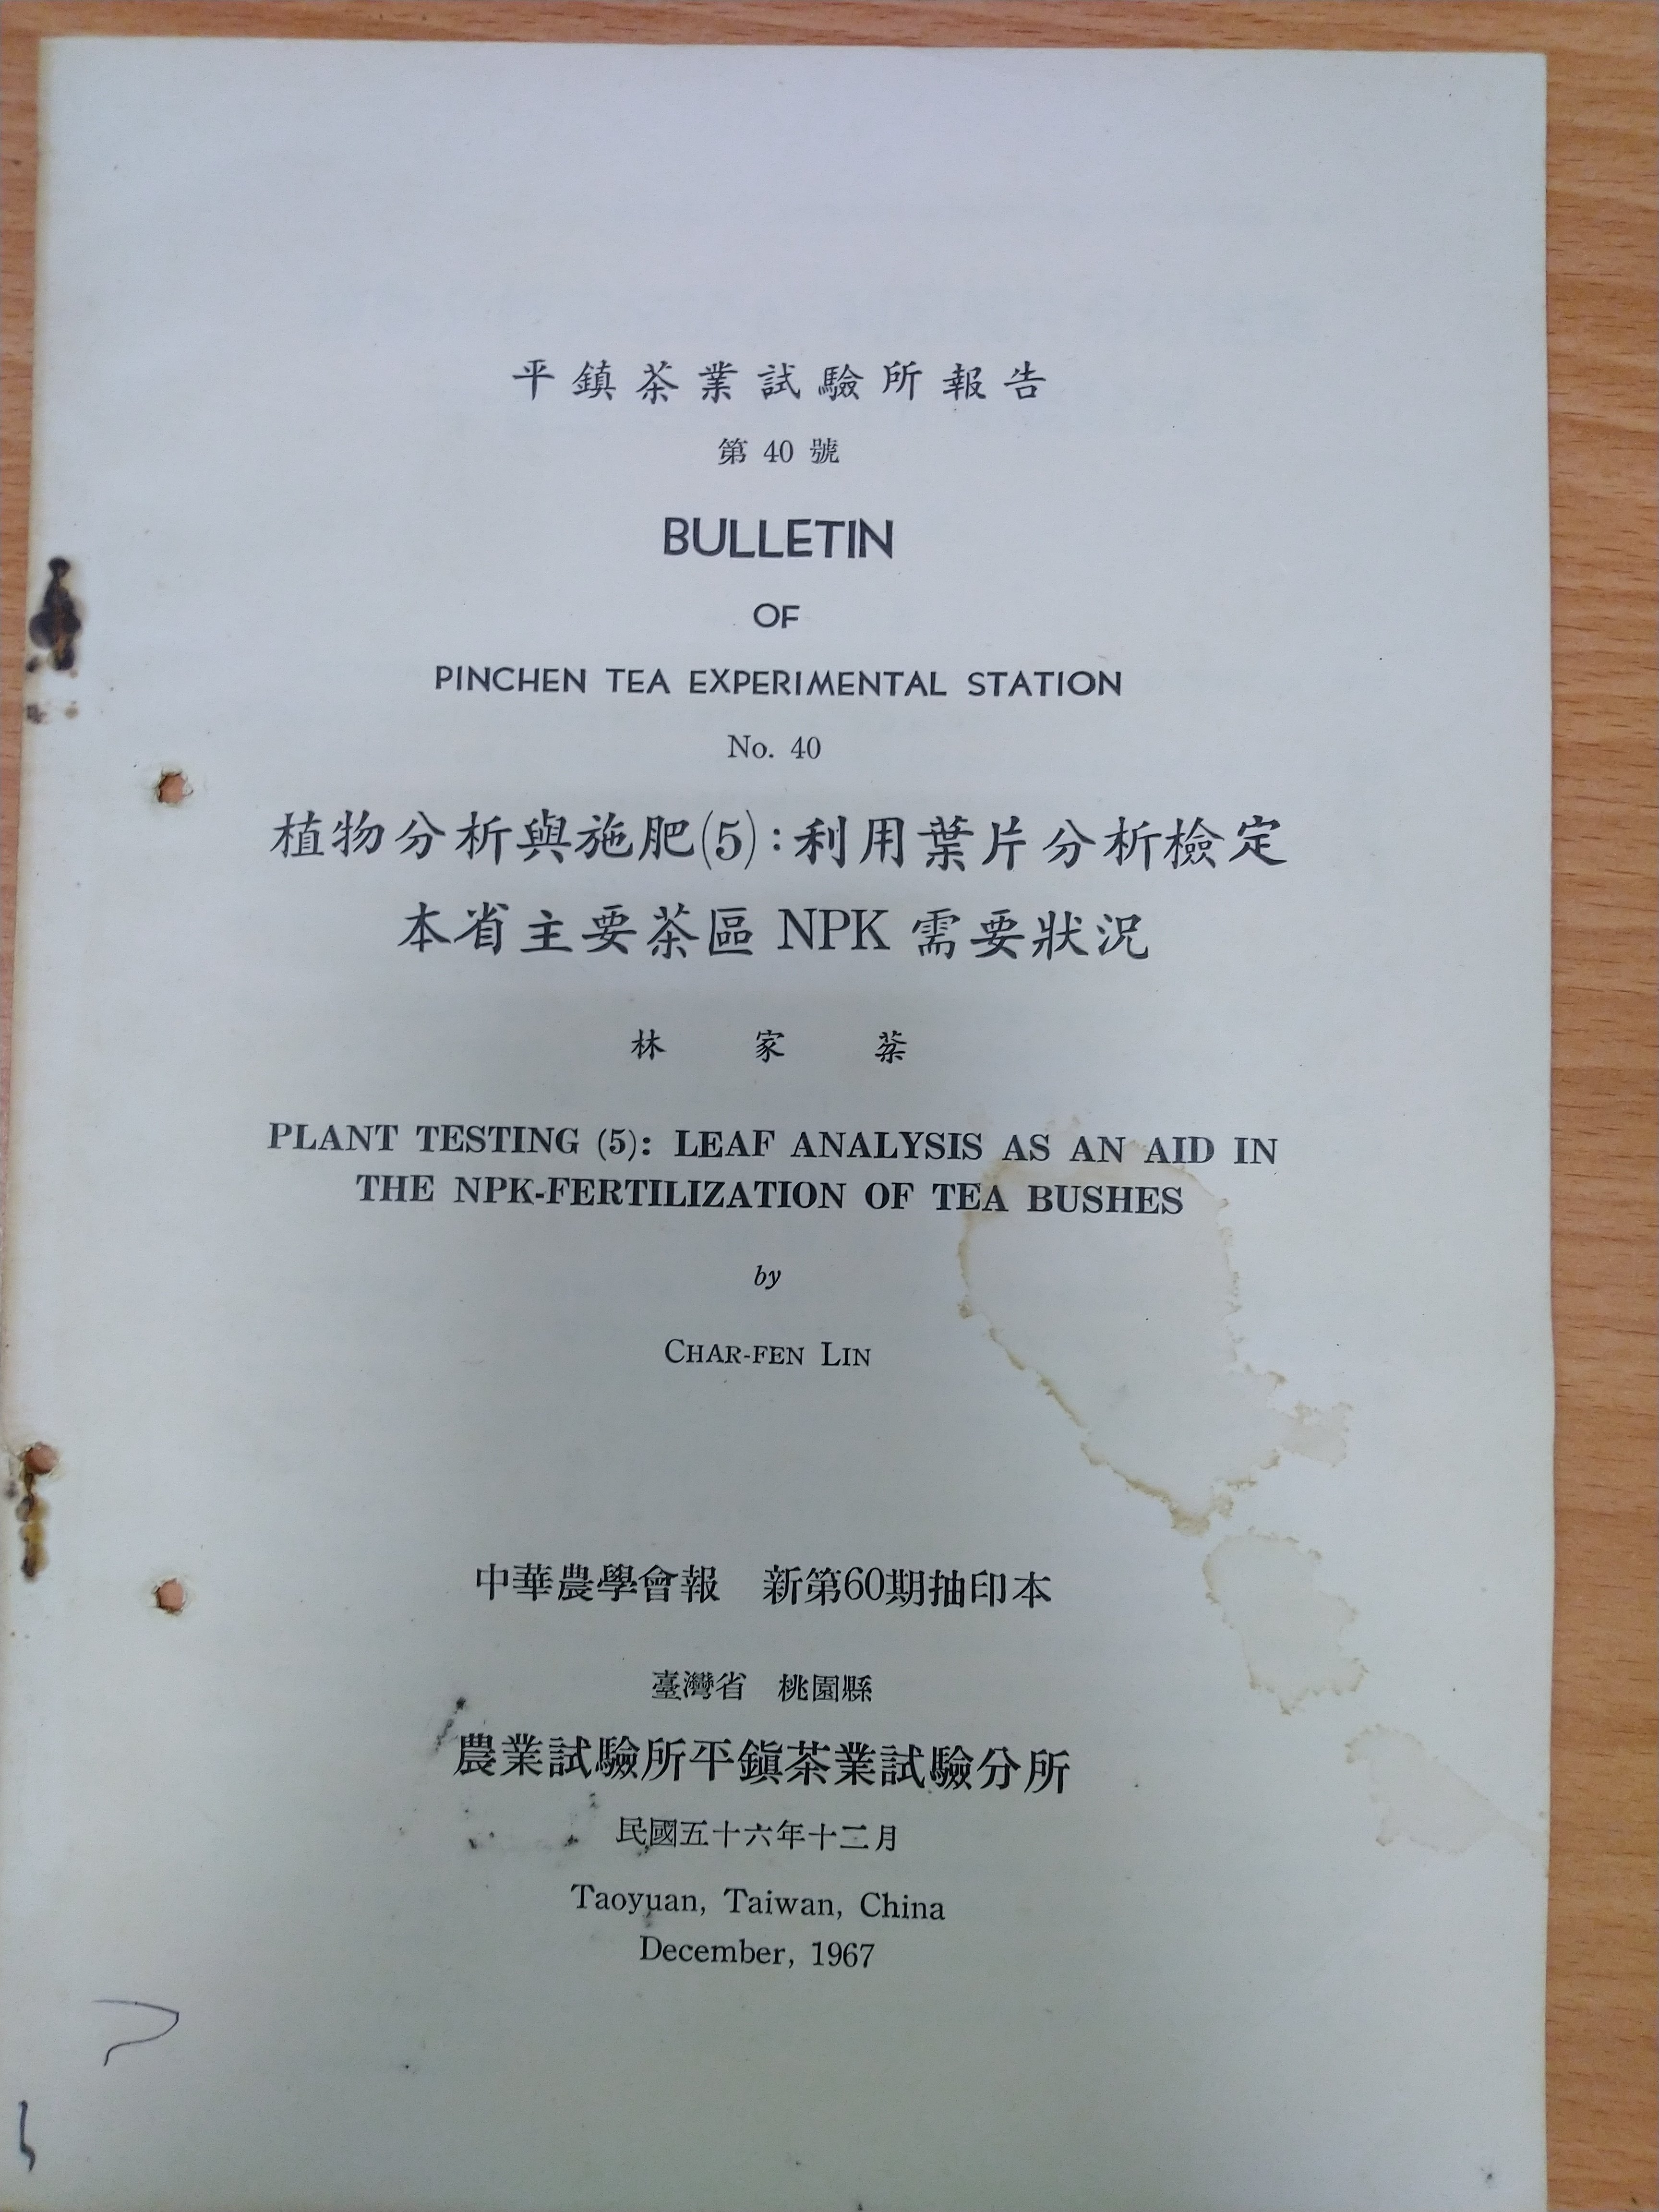 平鎮茶業試驗所報告
第 40 號
BULLETIN
OF
PINCHEN TEA EXPERIMENTAL STATION
No. 40
植物分析與施肥(5):利用葉片分析檢定
本省主要茶區 NPK 需要狀況
林 家 棻
PLANT TESTING (5): LEAF ANALYSIS AS AN AID IN
THE NPK-FERTILIZATION OF TEA BUSHES
by
CHAR-FEN LIN
中華農學會報 新第60期抽印本
臺灣省 桃園縣
農業試驗所平鎭茶業試驗分所
民國五十六年十二月
Taoyuan, Taiwan, China
December, 1967